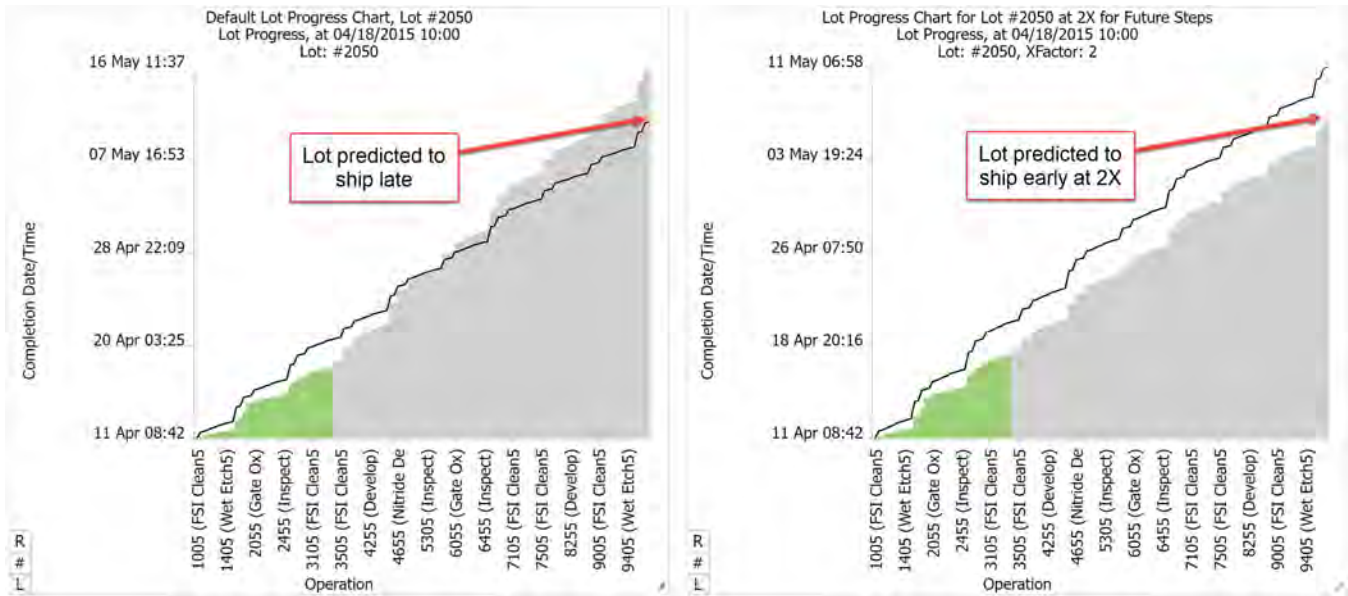 Default Lot Progress Chart, Lot #2050
Lot Progress, at 04/18/2015 10:00
Lot: #2050
16 May 11:37
07 May 16:53
28 Apr 22:09
20 Apr 03:25
11 Apr 08:42
Completion Date/Time
Lot predicted to
ship late
1005 (FSI Clean5
1405 (Wet Etch5)
2055 (Gate Ox)
2455 (Inspect)
3105 (FSI Clean5
3505 (FSI Clean5
4255 (Develop)
4655 (Nitride De
5305 (Inspect)
6055 (Gate Ox)
6455 (Inspect)
7105 (FSI Clean5
7505 (FSI Clean5
8255 (Develop)
9005 (FSI Clean5
9405 (Wet Etch5)
Operation
R
#
L
Lot Progress Chart for Lot #2050 at 2X for Future Steps
Lot Progress, at 04/18/2015 10:00
Lot: #2050, XFactor: 2
11 May 06:58
03 May 19:24
26 Apr 07:50
18 Apr 20:16
11 Apr 08:42
Completion Date/Time
Lot predicted to
ship early at 2X
1005 (FSI Clean5
1405 (Wet Etch5)
2055 (Gate Ox)
2455 (Inspect)
3105 (FSI Clean5
3505 (FSI Clean5
4255 (Develop)
4655 (Nitride De
5305 (Inspect)
6055 (Gate Ox)
6455 (Inspect)
7105 (FSI Clean5
7505 (FSI Clean5
8255 (Develop)
9005 (FSI Clean5
9405 (Wet Etch5)
Operation
R
#
L